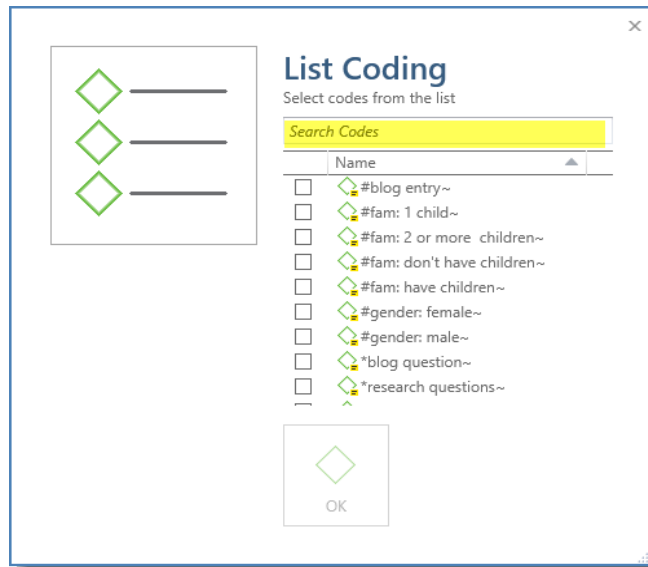 List Coding
Select codes from the list
Search Codes
Name
#blog entry~
#fam: 1 child~
#fam: 2 or more  children~
#fam: don't have children~
#fam: have children~
#gender: female~
#gender: male~
*blog question~
*research questions~
OK